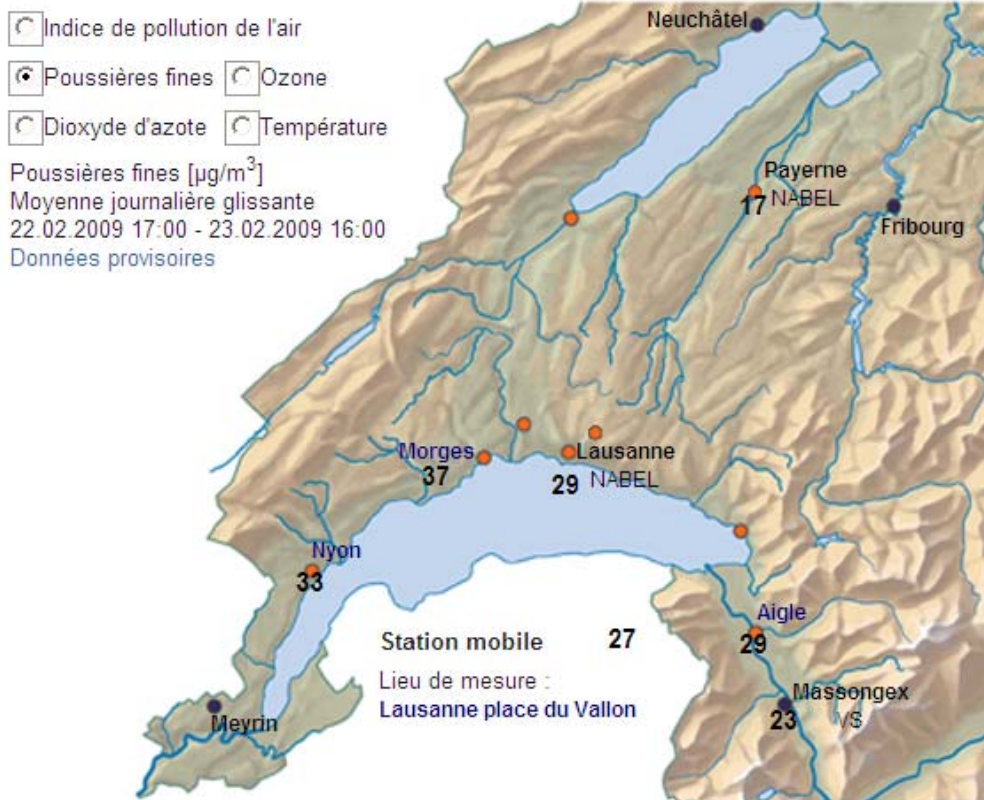 Indice de pollution de l'air
Poussières fines Ozone
Dioxyde d'azote Température
Poussières fines [µg/m³]
Moyenne journalière glissante
22.02.2009 17:00 - 23.02.2009 16:00
Données provisoires
Neuchâtel
Payerne
17 NABEL
Fribourg
Morges
37
Lausanne
29 NABEL
Nyon
33
Aigle
29
Station mobile 27
Lieu de mesure :
Lausanne place du Vallon
Massongex
23 VS
Meyrin